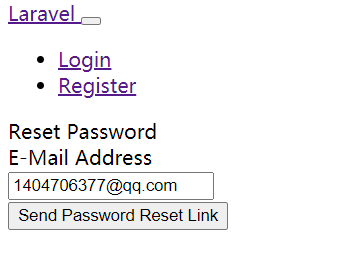 Laravel
Login
Register
Reset Password
E-Mail Address
1404706377@qq.com
Send Password Reset Link